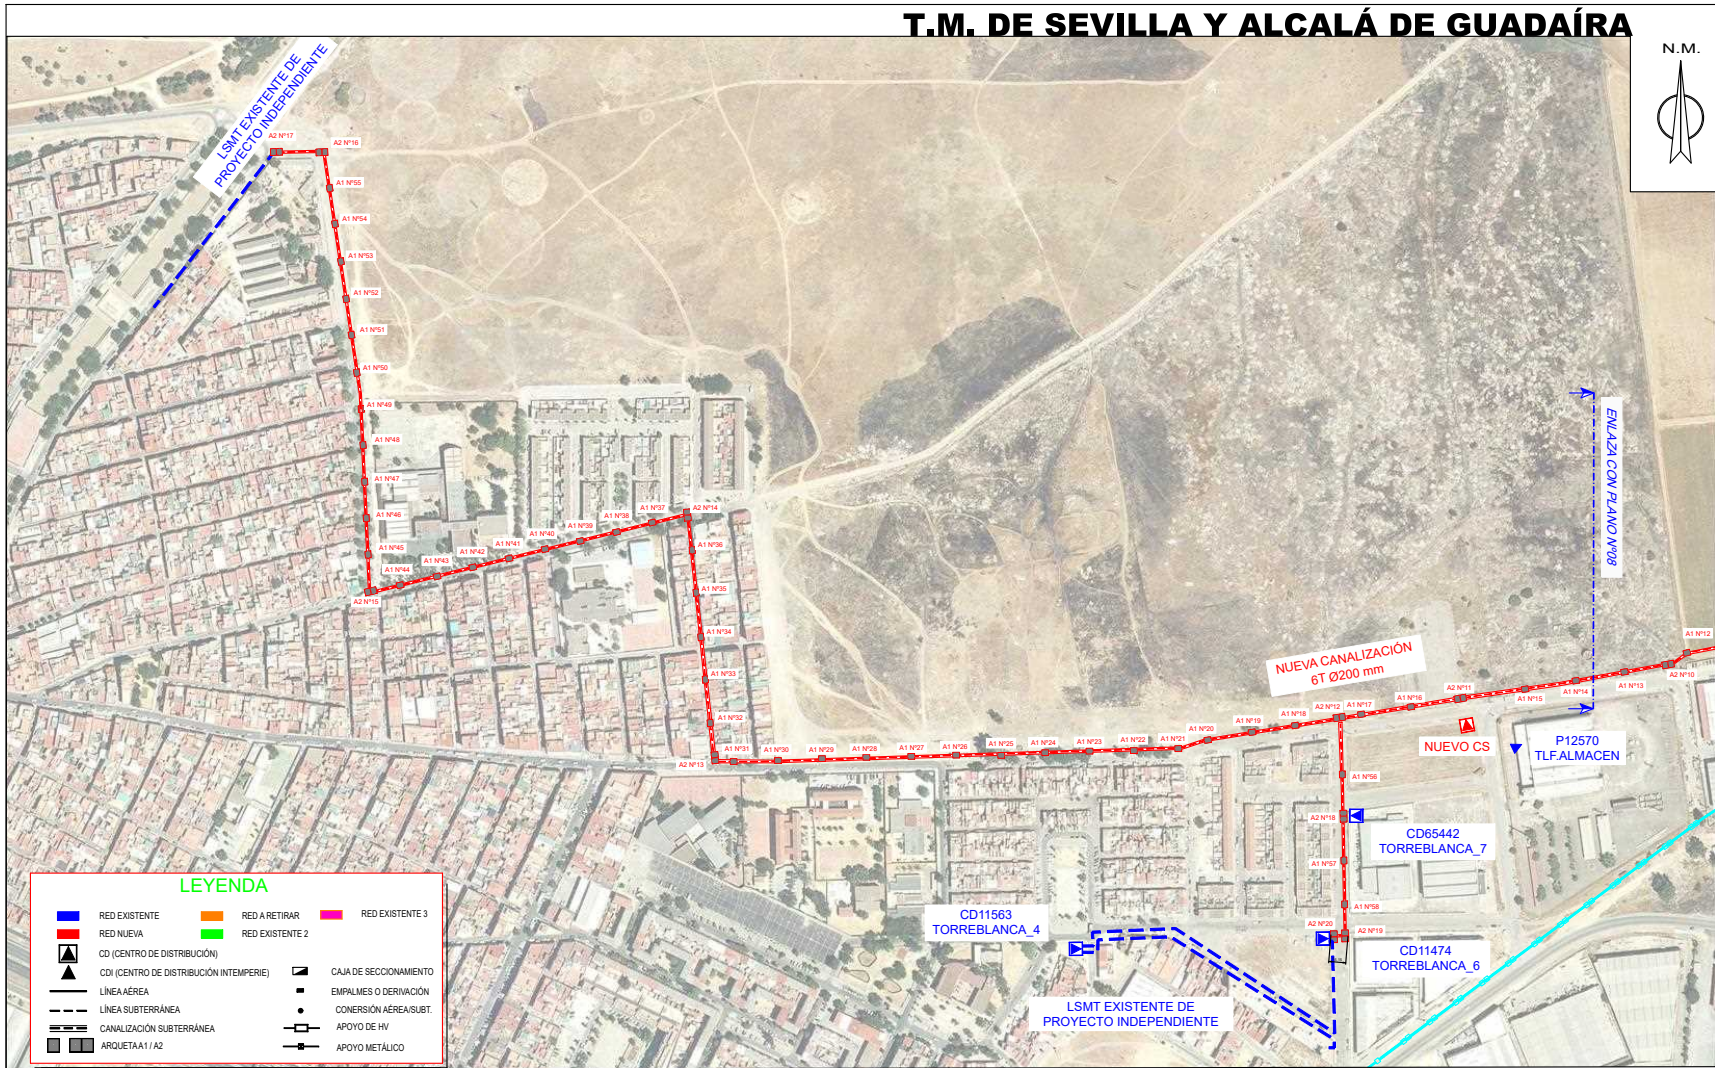 T.M. DE SEVILLA Y ALCALÁ DE GUADAÍRA
N.M.
LSMT EXISTENTE DE
PROYECTO INDEPENDIENTE
A2 Nº17
A2 Nº16
A1 Nº55
A1 Nº54
A1 Nº53
A1 Nº52
A1 Nº51
A1 Nº50
A1 Nº49
A1 Nº48
A1 Nº47
A1 Nº46
A1 Nº45
A2 Nº15
A1 Nº44
A1 Nº43
A1 Nº42
A1 Nº41
A1 Nº40
A1 Nº39
A1 Nº38
A1 Nº37
A2 Nº14
A1 Nº36
A1 Nº35
A1 Nº34
A1 Nº33
A1 Nº32
A2 Nº13
A1 Nº31
A1 Nº30
A1 Nº29
A1 Nº28
A1 Nº27
A1 Nº26
A1 Nº25
A1 Nº24
A1 Nº23
A1 Nº22
A1 Nº21
A1 Nº20
A1 Nº19
A1 Nº18
A2 Nº12
A1 Nº17
A1 Nº16
A2 Nº11
A1 Nº15
A1 Nº14
A1 Nº13
A2 Nº10
A1 Nº12
ENLAZA CON PLANO Nº08
NUEVA CANALIZACIÓN
6T Ø200 mm
NUEVO CS
P12570
TLF.ALMACEN
A1 Nº56
A2 Nº18
CD65442
TORREBLANCA_7
A1 Nº57
A1 Nº58
A2 Nº20
A2 Nº19
CD11474
TORREBLANCA_6
CD11563
TORREBLANCA_4
LSMT EXISTENTE DE
PROYECTO INDEPENDIENTE
LEYENDA
RED EXISTENTE
RED A RETIRAR
RED EXISTENTE 3
RED NUEVA
RED EXISTENTE 2
CD (CENTRO DE DISTRIBUCIÓN)
CDI (CENTRO DE DISTRIBUCIÓN INTEMPERIE)
CAJA DE SECCIONAMIENTO
LÍNEA AÉREA
EMPALMES O DERIVACIÓN
LÍNEA SUBTERRÁNEA
CONERSIÓN AÉREA/SUBT.
CANALIZACIÓN SUBTERRÁNEA
APOYO DE HV
ARQUETA A1 / A2
APOYO METÁLICO